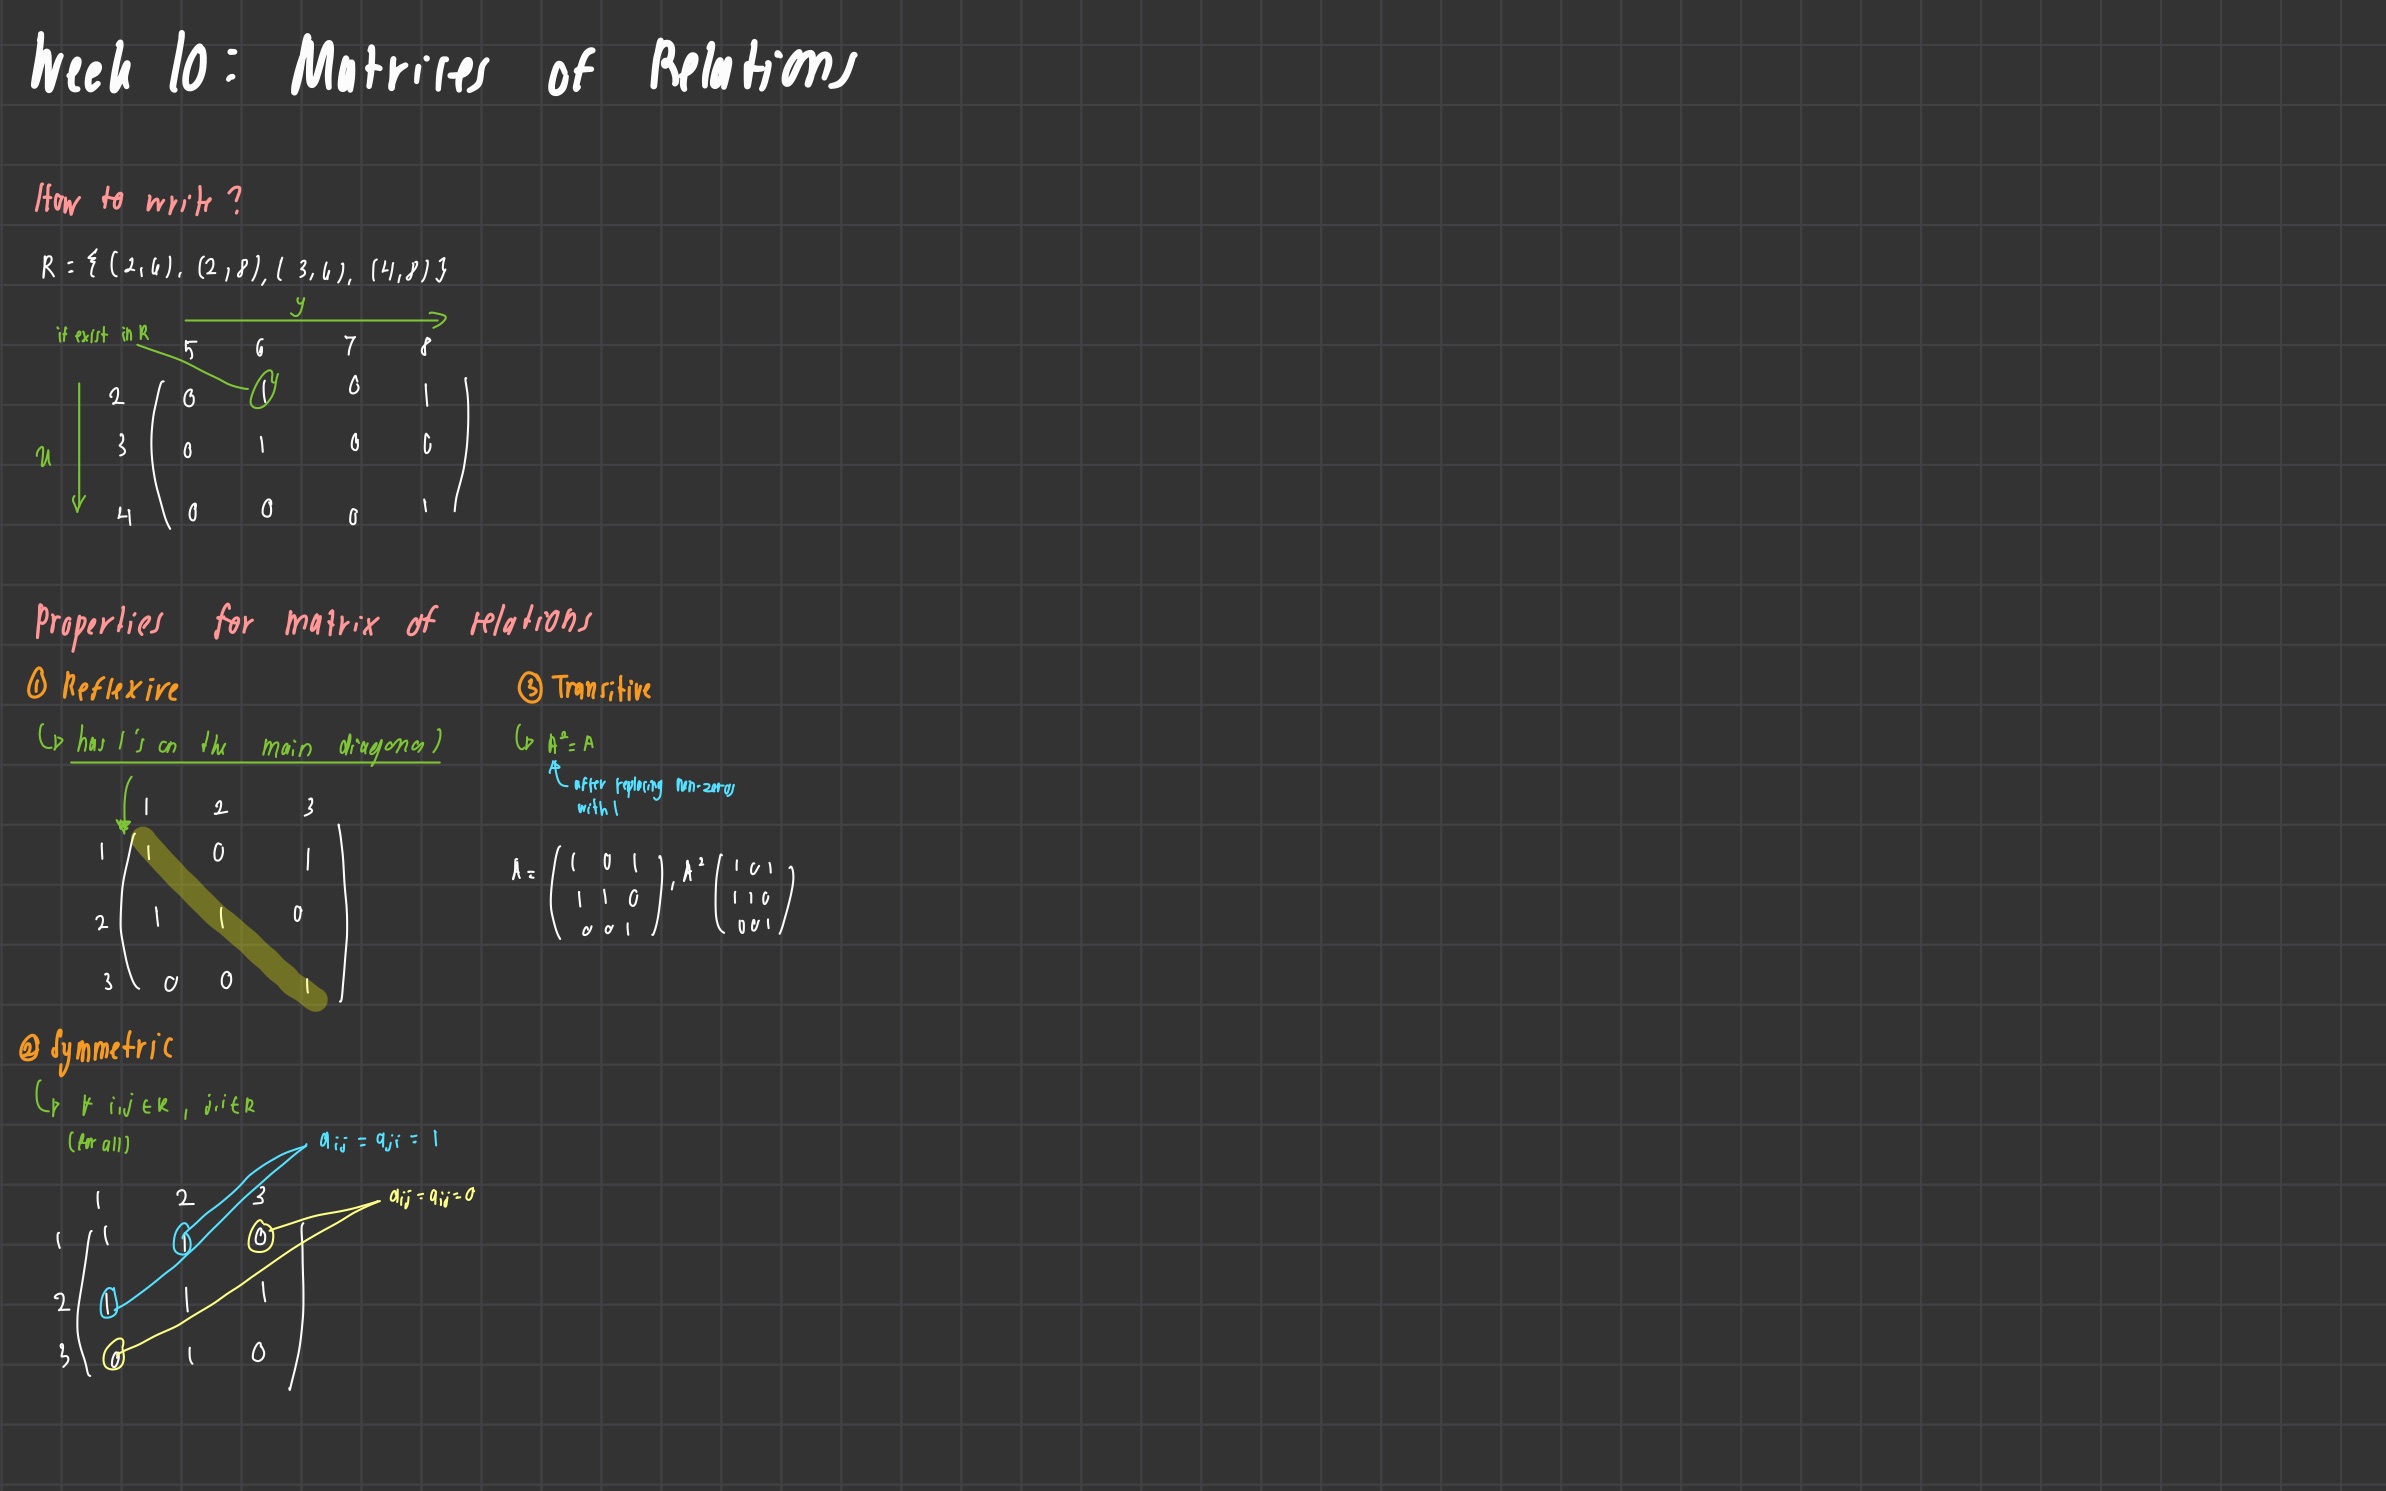 Week 10: Matrices of Relations
How to write?
R = { (2,6), (2,8), (3,6), (4,8) }
y
if exist in R
5 6 7 8
2 0 1 0 1
3 0 1 0 0
x
4 0 0 0 1
Properties for matrix of relations
① Reflexive
has 1's on the main diagonal
1 2 3
1 1 0 1
2 1 1 0
3 0 0 1
② Symmetric
∀ i,j ∈ R, j,i ∈ R
(for all)
aij = aji = 1
aij = aij = 0
1 2 3
1 1 1 0
2 1 1 1
3 0 1 0
③ Transitive
A² = A
after replacing non-zeros
with 1
A = , A²
1 0 1 1 0 1
1 1 0 1 1 0
0 0 1 0 0 1